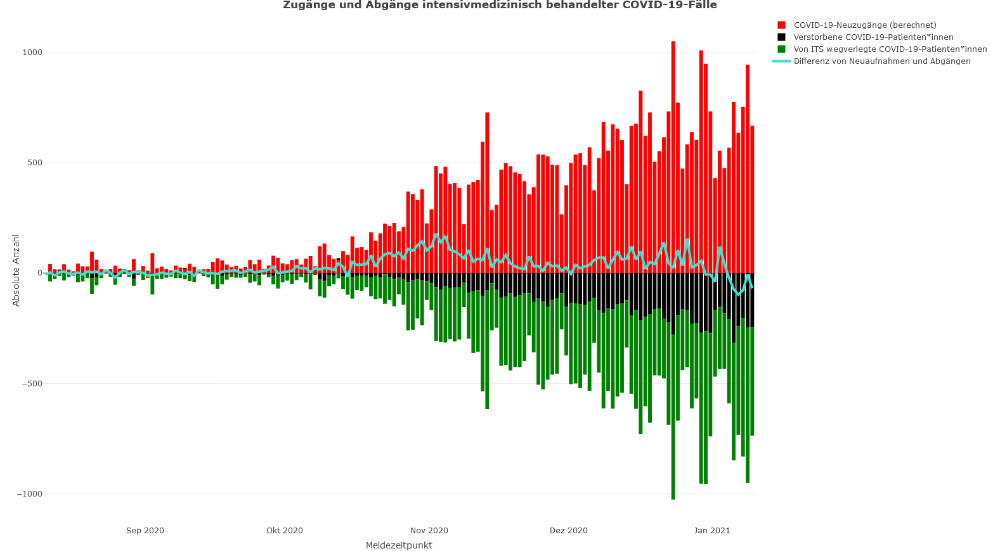 Zugänge und Abgänge intensivmedizinisch behandelter COVID-19-Fälle
COVID-19-Neuzugänge (berechnet)
Verstorbene COVID-19-Patienten*innen
Von ITS wegverlegte COVID-19-Patienten*innen
Differenz von Neuaufnahmen und Abgängen
1000
500
0
−500
−1000
Absolute Anzahl
Sep 2020
Okt 2020
Nov 2020
Dez 2020
Jan 2021
Meldezeitpunkt